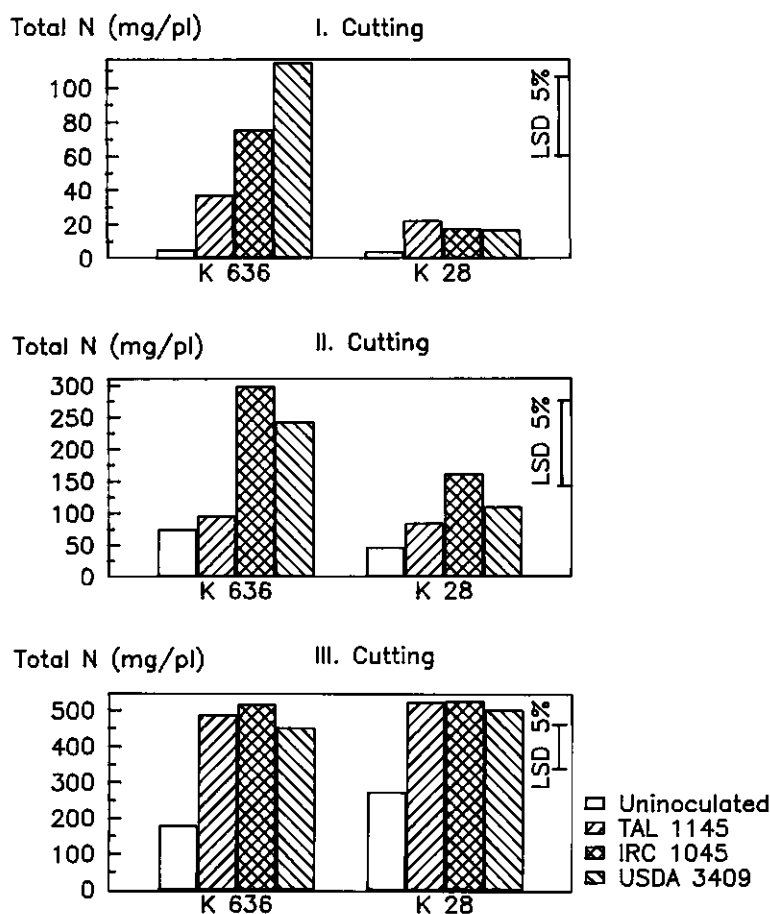 Total N (mg/pl) I. Cutting
100
80
60
40
20
0
LSD 5%
K 636 K 28
Total N (mg/pl) II. Cutting
300
250
200
150
100
50
0
LSD 5%
K 636 K 28
Total N (mg/pl) III. Cutting
500
400
300
200
100
0
LSD 5%
K 636 K 28
Uninoculated
TAL 1145
IRC 1045
USDA 3409